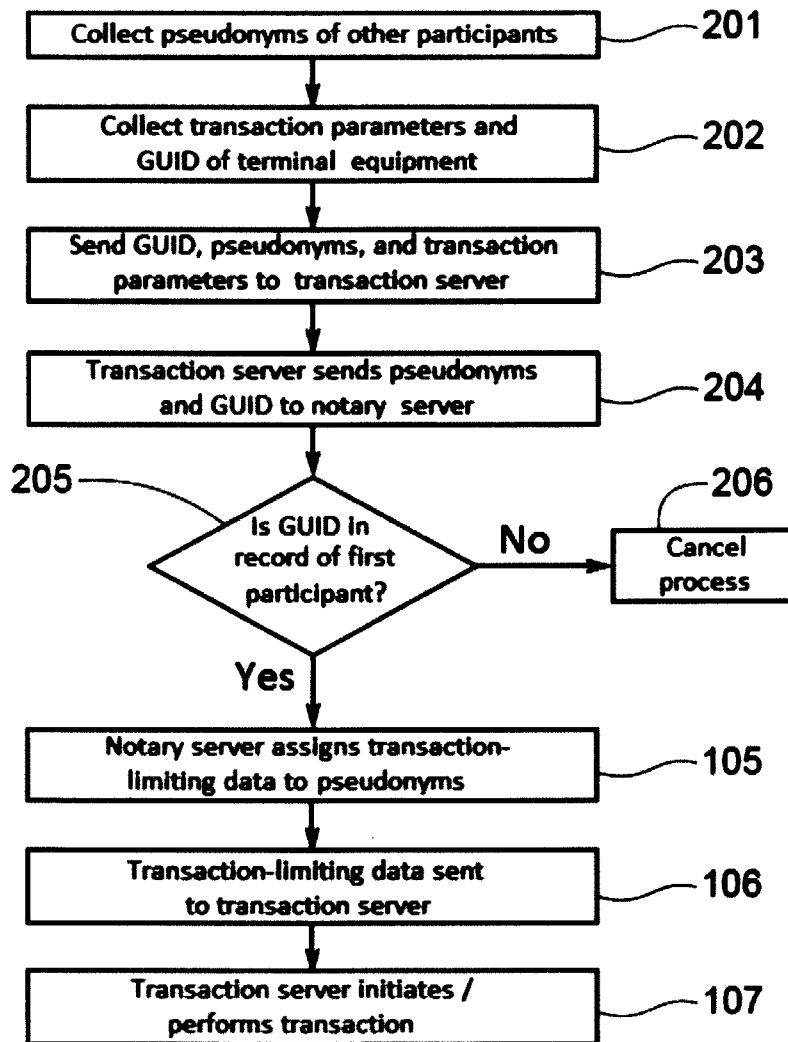 Collect pseudonyms of other participants
201
Collect transaction parameters and
GUID of terminal equipment
202
Send GUID, pseudonyms, and transaction
parameters to transaction server
203
Transaction server sends pseudonyms
and GUID to notary server
204
205
Is GUID in
record of first
participant?
No
206
Cancel
process
Yes
Notary server assigns transaction-
limiting data to pseudonyms
105
Transaction-limiting data sent
to transaction server
106
Transaction server initiates /
performs transaction
107